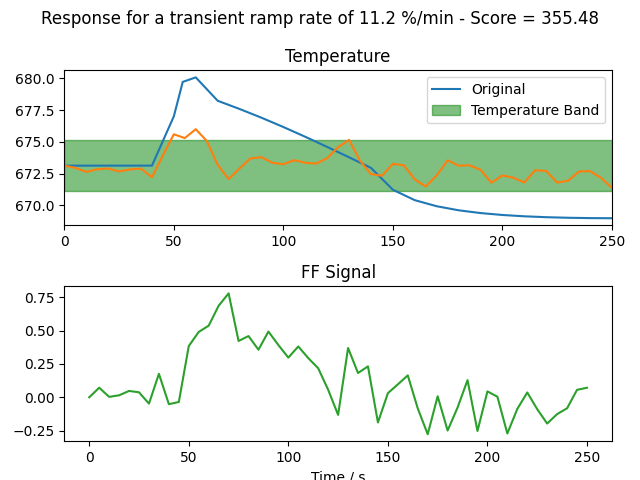 Response for a transient ramp rate of 11.2 %/min - Score = 355.48
Temperature
680.0
677.5
675.0
672.5
670.0
Original
Temperature Band
0 50 100 150 200 250
FF Signal
0.75
0.50
0.25
0.00
−0.25
0 50 100 150 200 250
Time / s